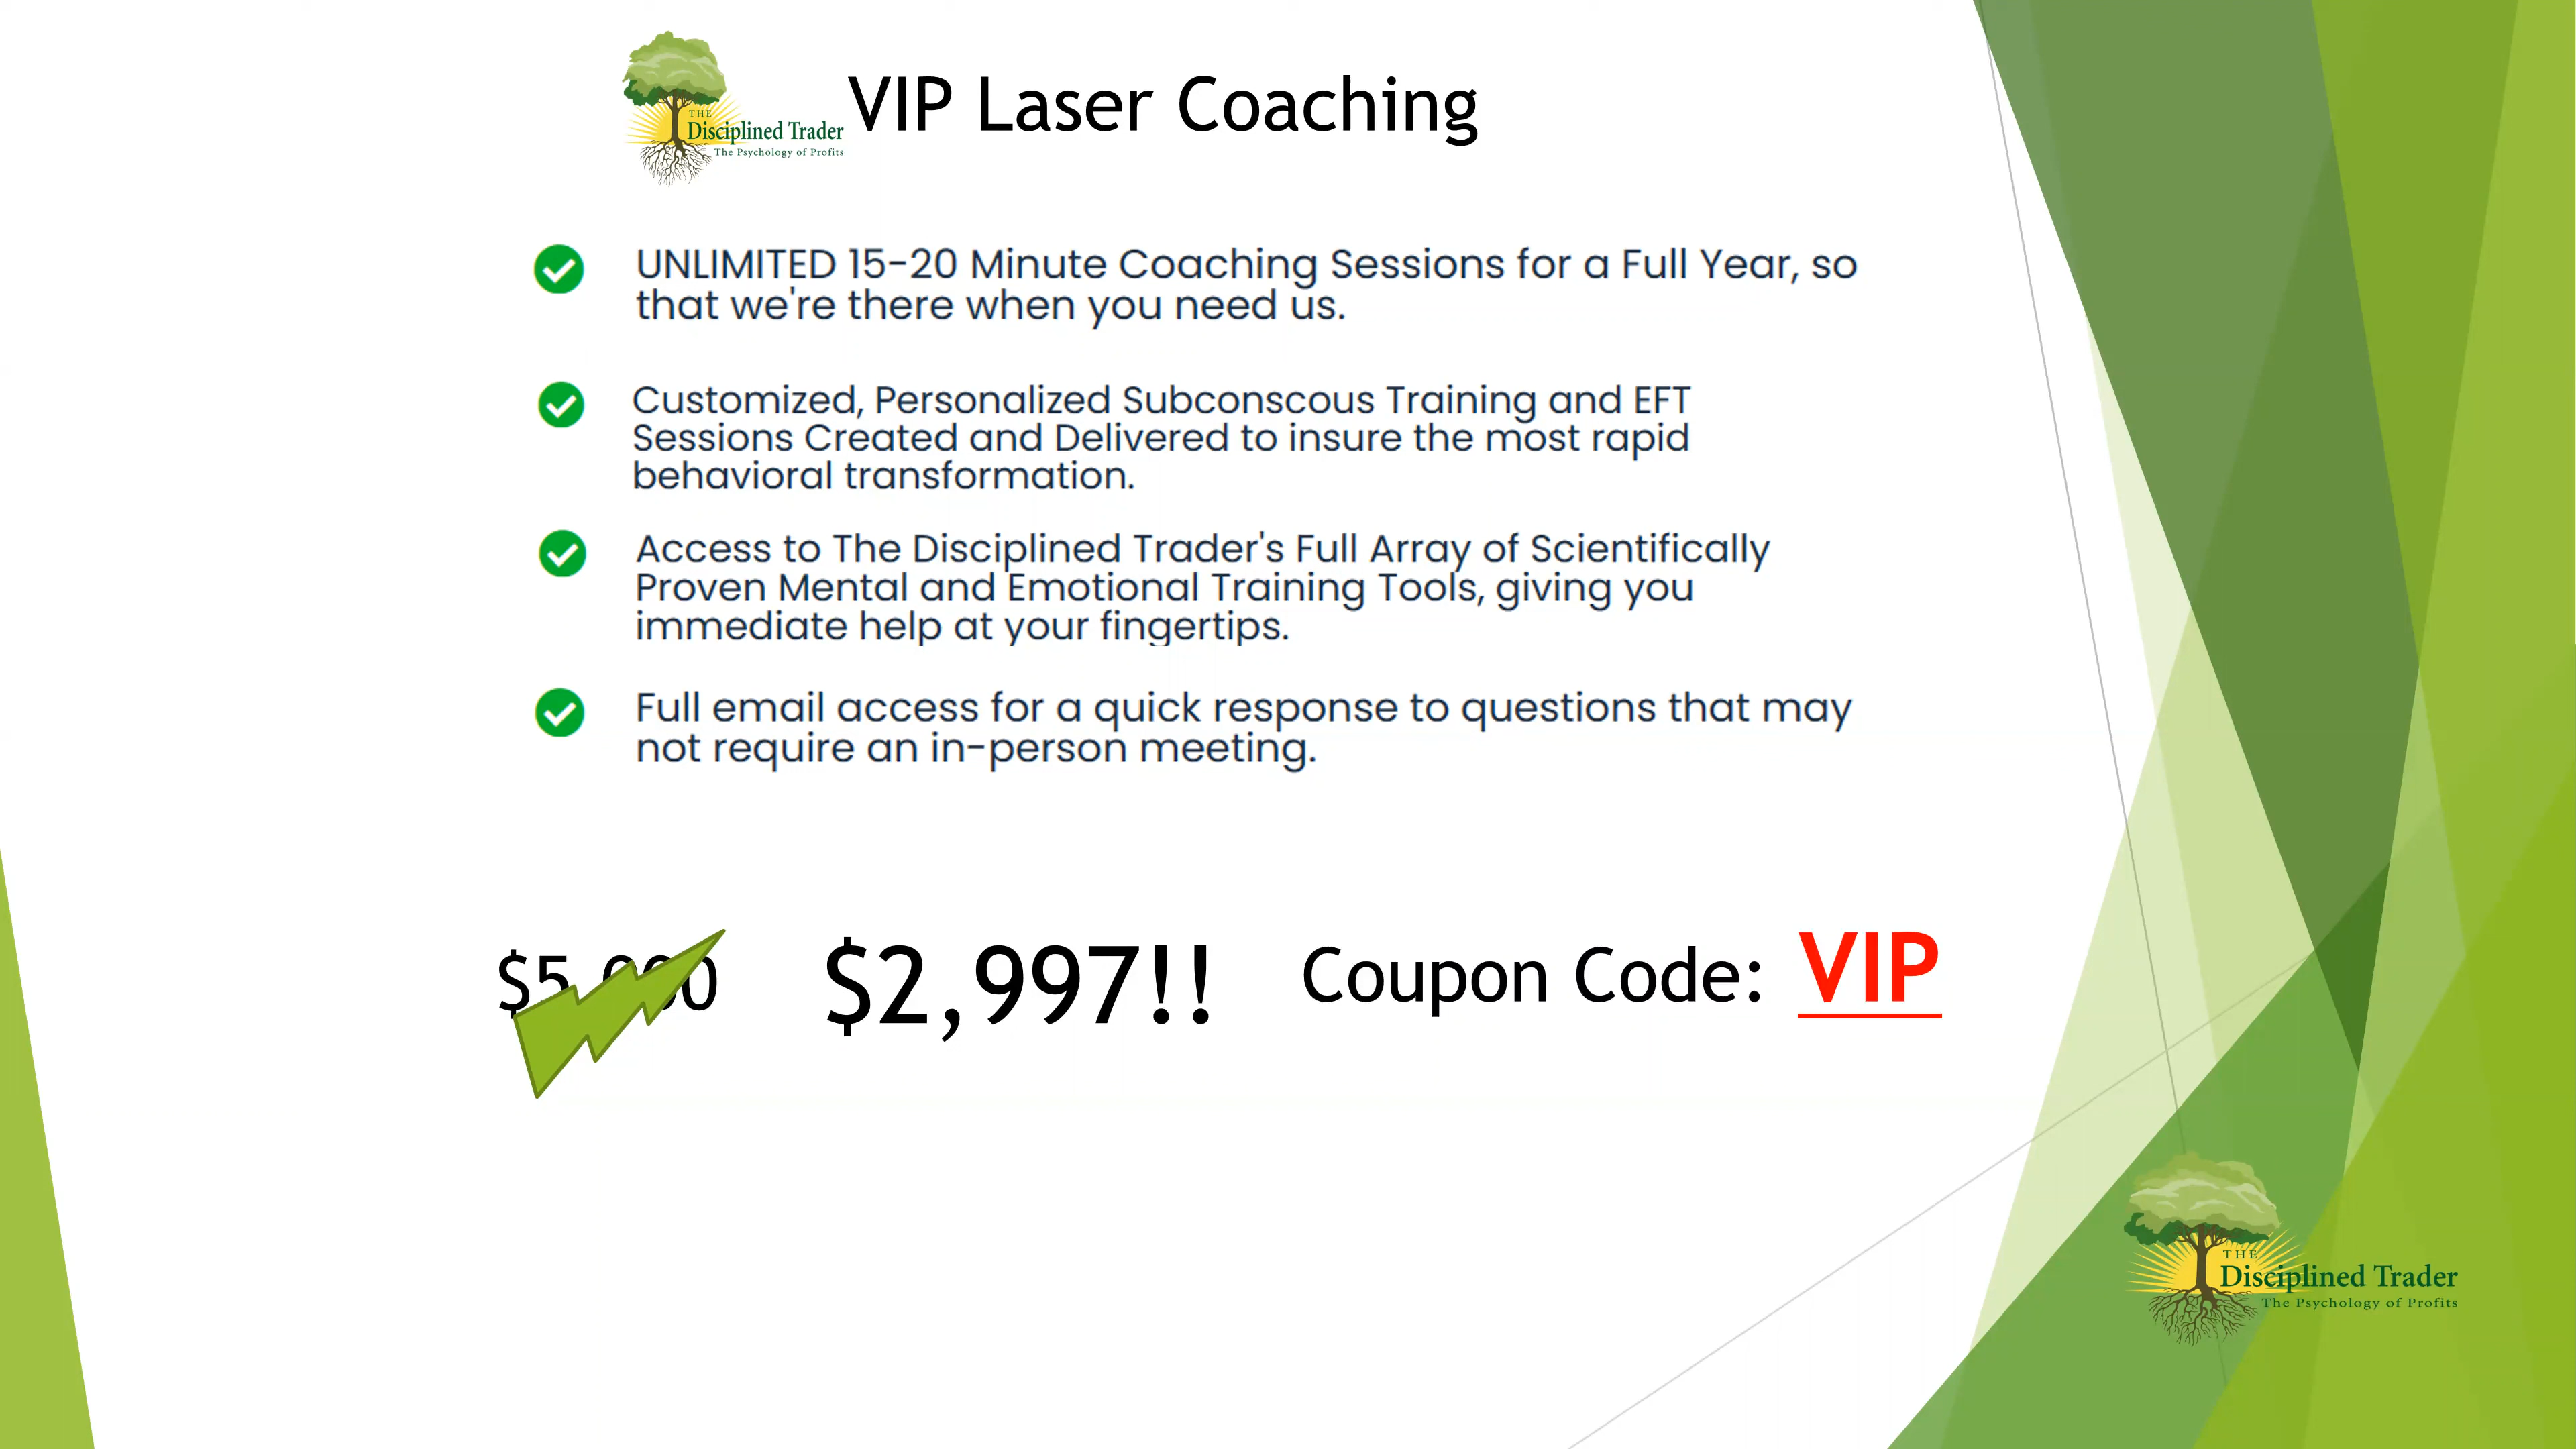 VIP Laser Coaching
THE
Disciplined Trader
The Psychology of Profits
UNLIMITED 15-20 Minute Coaching Sessions for a Full Year, so
that we're there when you need us.
Customized, Personalized Subconscous Training and EFT
Sessions Created and Delivered to insure the most rapid
behavioral transformation.
Access to The Disciplined Trader's Full Array of Scientifically
Proven Mental and Emotional Training Tools, giving you
immediate help at your fingertips.
Full email access for a quick response to questions that may
not require an in-person meeting.
$2,997!!
Coupon Code: VIP
THE
Disciplined Trader
The Psychology of Profits